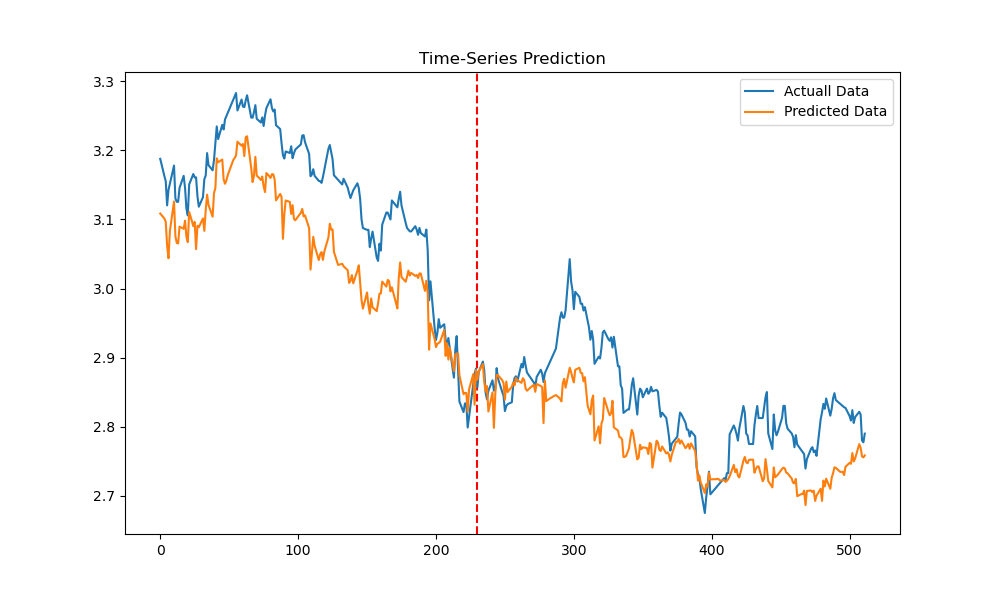 Time-Series Prediction
Actuall Data
Predicted Data
3.3
3.2
3.1
3.0
2.9
2.8
2.7
0 100 200 300 400 500